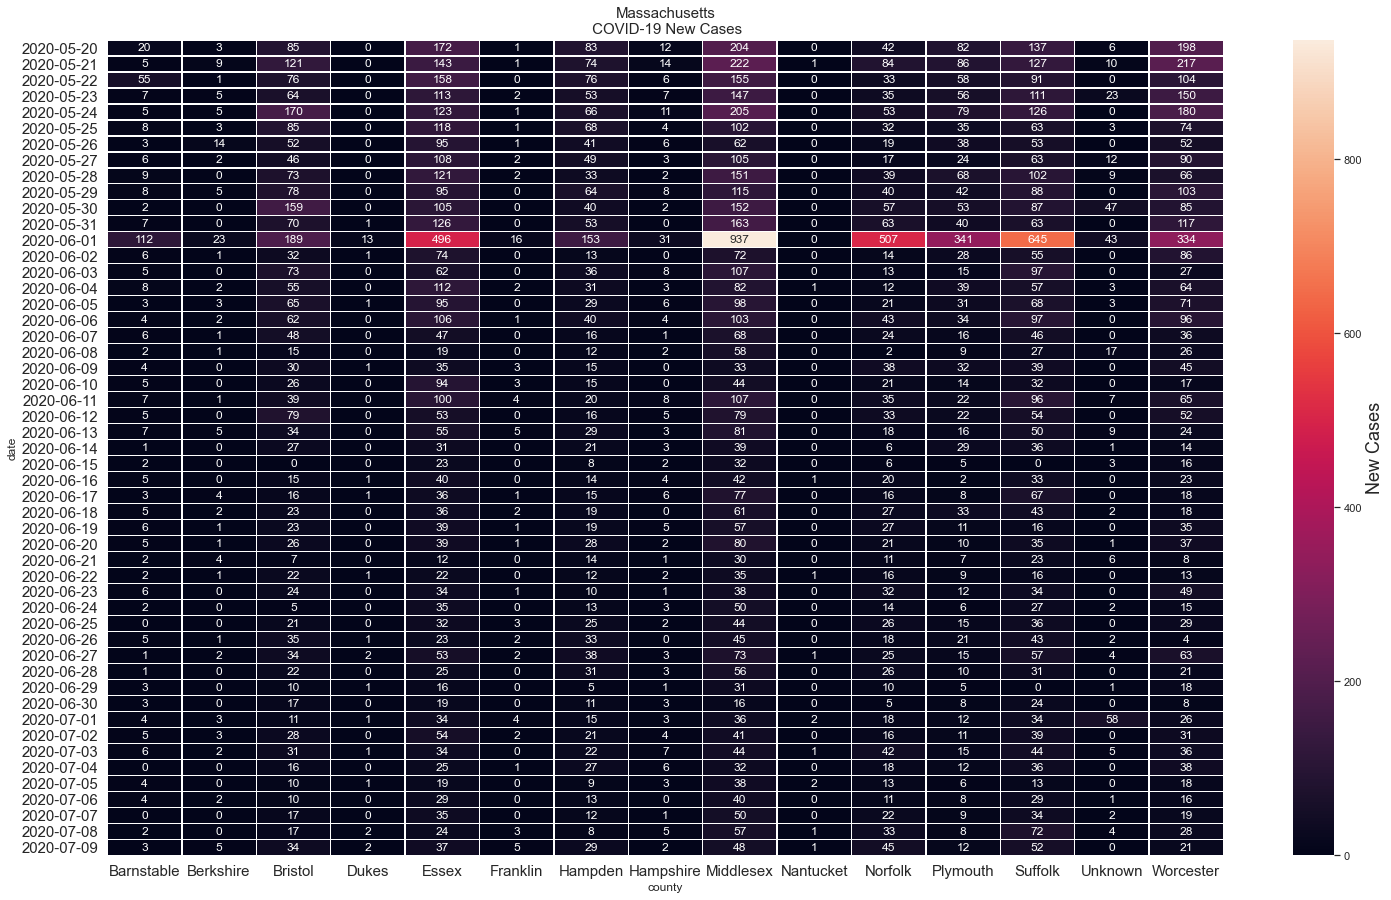 Massachusetts
COVID-19 New Cases
2020-05-20 20 3 85 0 172 1 83 12 204 0 42 82 137 6 198
2020-05-21 5 9 121 0 143 1 74 14 222 1 84 86 127 10 217
2020-05-22 55 1 76 0 158 0 76 6 155 0 33 58 91 0 104
2020-05-23 7 5 64 0 113 2 53 7 147 0 35 56 111 23 150
2020-05-24 5 5 170 0 123 1 66 11 205 0 53 79 126 0 180
2020-05-25 8 3 85 0 118 1 68 4 102 0 32 35 63 3 74
2020-05-26 3 14 52 0 95 1 41 6 62 0 19 38 53 0 52
2020-05-27 6 2 46 0 108 2 49 3 105 0 17 24 63 12 90
2020-05-28 9 0 73 0 121 2 33 2 151 0 39 68 102 9 66
2020-05-29 8 5 78 0 95 0 64 8 115 0 40 42 88 0 103
2020-05-30 2 0 159 0 105 0 40 2 152 0 57 53 87 47 85
2020-05-31 7 0 70 1 126 0 53 0 163 0 63 40 63 0 117
2020-06-01 112 23 189 13 496 16 153 31 937 0 507 341 645 43 334
2020-06-02 6 1 32 1 74 0 13 0 72 0 14 28 55 0 86
2020-06-03 5 0 73 0 62 0 36 8 107 0 13 15 97 0 27
2020-06-04 8 2 55 0 112 2 31 3 82 1 12 39 57 3 64
2020-06-05 3 3 65 1 95 0 29 6 98 0 21 31 68 3 71
2020-06-06 4 2 62 0 106 1 40 4 103 0 43 34 97 0 96
2020-06-07 6 1 48 0 47 0 16 1 68 0 24 16 46 0 36
2020-06-08 2 1 15 0 19 0 12 2 58 0 2 9 27 17 26
2020-06-09 4 0 30 1 35 3 15 0 33 0 38 32 39 0 45
2020-06-10 5 0 26 0 94 3 15 0 44 0 21 14 32 0 17
2020-06-11 7 1 39 0 100 4 20 8 107 0 35 22 96 7 65
2020-06-12 5 0 79 0 53 0 16 5 79 0 33 22 54 0 52
2020-06-13 7 5 34 0 55 5 29 3 81 0 18 16 50 9 24
2020-06-14 1 0 27 0 31 0 21 3 39 0 6 29 36 1 14
2020-06-15 2 0 0 0 23 0 8 2 32 0 6 5 0 3 16
2020-06-16 5 0 15 1 40 0 14 4 42 1 20 2 33 0 23
2020-06-17 3 4 16 1 36 1 15 6 77 0 16 8 67 0 18
2020-06-18 5 2 23 0 36 2 19 0 61 0 27 33 43 2 18
2020-06-19 6 1 23 0 39 1 19 5 57 0 27 11 16 0 35
2020-06-20 5 1 26 0 39 1 28 2 80 0 21 10 35 1 37
2020-06-21 2 4 7 0 12 0 14 1 30 0 11 7 23 6 8
2020-06-22 2 1 22 1 22 0 12 2 35 1 16 9 16 0 13
2020-06-23 6 0 24 0 34 1 10 1 38 0 32 12 34 0 49
2020-06-24 2 0 5 0 35 0 13 3 50 0 14 6 27 2 15
2020-06-25 0 0 21 0 32 3 25 2 44 0 26 15 36 0 29
2020-06-26 5 1 35 1 23 2 33 0 45 0 18 21 43 2 4
2020-06-27 1 2 34 2 53 2 38 3 73 1 25 15 57 4 63
2020-06-28 1 0 22 0 25 0 31 3 56 0 26 10 31 0 21
2020-06-29 3 0 10 1 16 0 5 1 31 0 10 5 0 1 18
2020-06-30 3 0 17 0 19 0 11 3 16 0 5 8 24 0 8
2020-07-01 4 3 11 1 34 4 15 3 36 2 18 12 34 58 26
2020-07-02 5 3 28 0 54 2 21 4 41 0 16 11 39 0 31
2020-07-03 6 2 31 1 34 0 22 7 44 1 42 15 44 5 36
2020-07-04 0 0 16 0 25 1 27 6 32 0 18 12 36 0 38
2020-07-05 4 0 10 1 19 0 9 3 38 2 13 6 13 0 18
2020-07-06 4 2 10 0 29 0 13 0 40 0 11 8 29 1 16
2020-07-07 0 0 17 0 35 0 12 1 50 0 22 9 34 2 19
2020-07-08 2 0 17 2 24 3 8 5 57 1 33 8 72 4 28
2020-07-09 3 5 34 2 37 5 29 2 48 1 45 12 52 0 21
Barnstable Berkshire Bristol Dukes Essex Franklin Hampden Hampshire Middlesex Nantucket Norfolk Plymouth Suffolk Unknown Worcester
county
date
800
600
400
200
0
New Cases